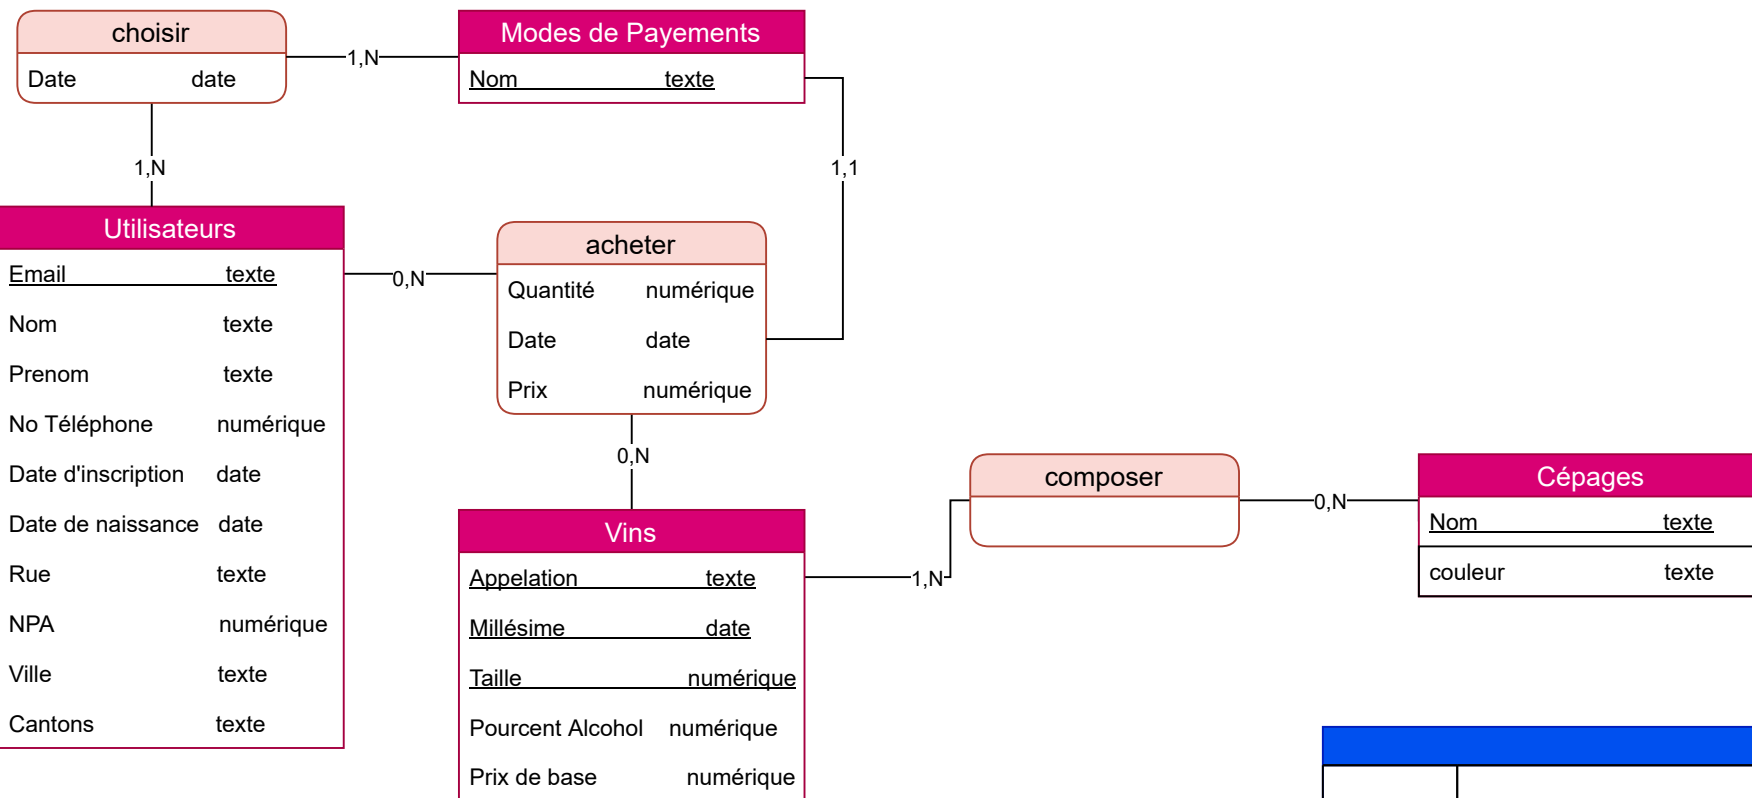 choisir
Date date
1,N
Modes de Payements
Nom texte
1,1
1,N
Utilisateurs
Email texte
Nom texte
Prenom texte
No Téléphone numérique
Date d'inscription date
Date de naissance date
Rue texte
NPA numérique
Ville texte
Cantons texte
0,N
acheter
Quantité numérique
Date date
Prix numérique
0,N
Vins
Appelation texte
Millésime date
Taille numérique
Pourcent Alcohol numérique
Prix de base numérique
1,N
composer
0,N
Cépages
Nom texte
couleur texte